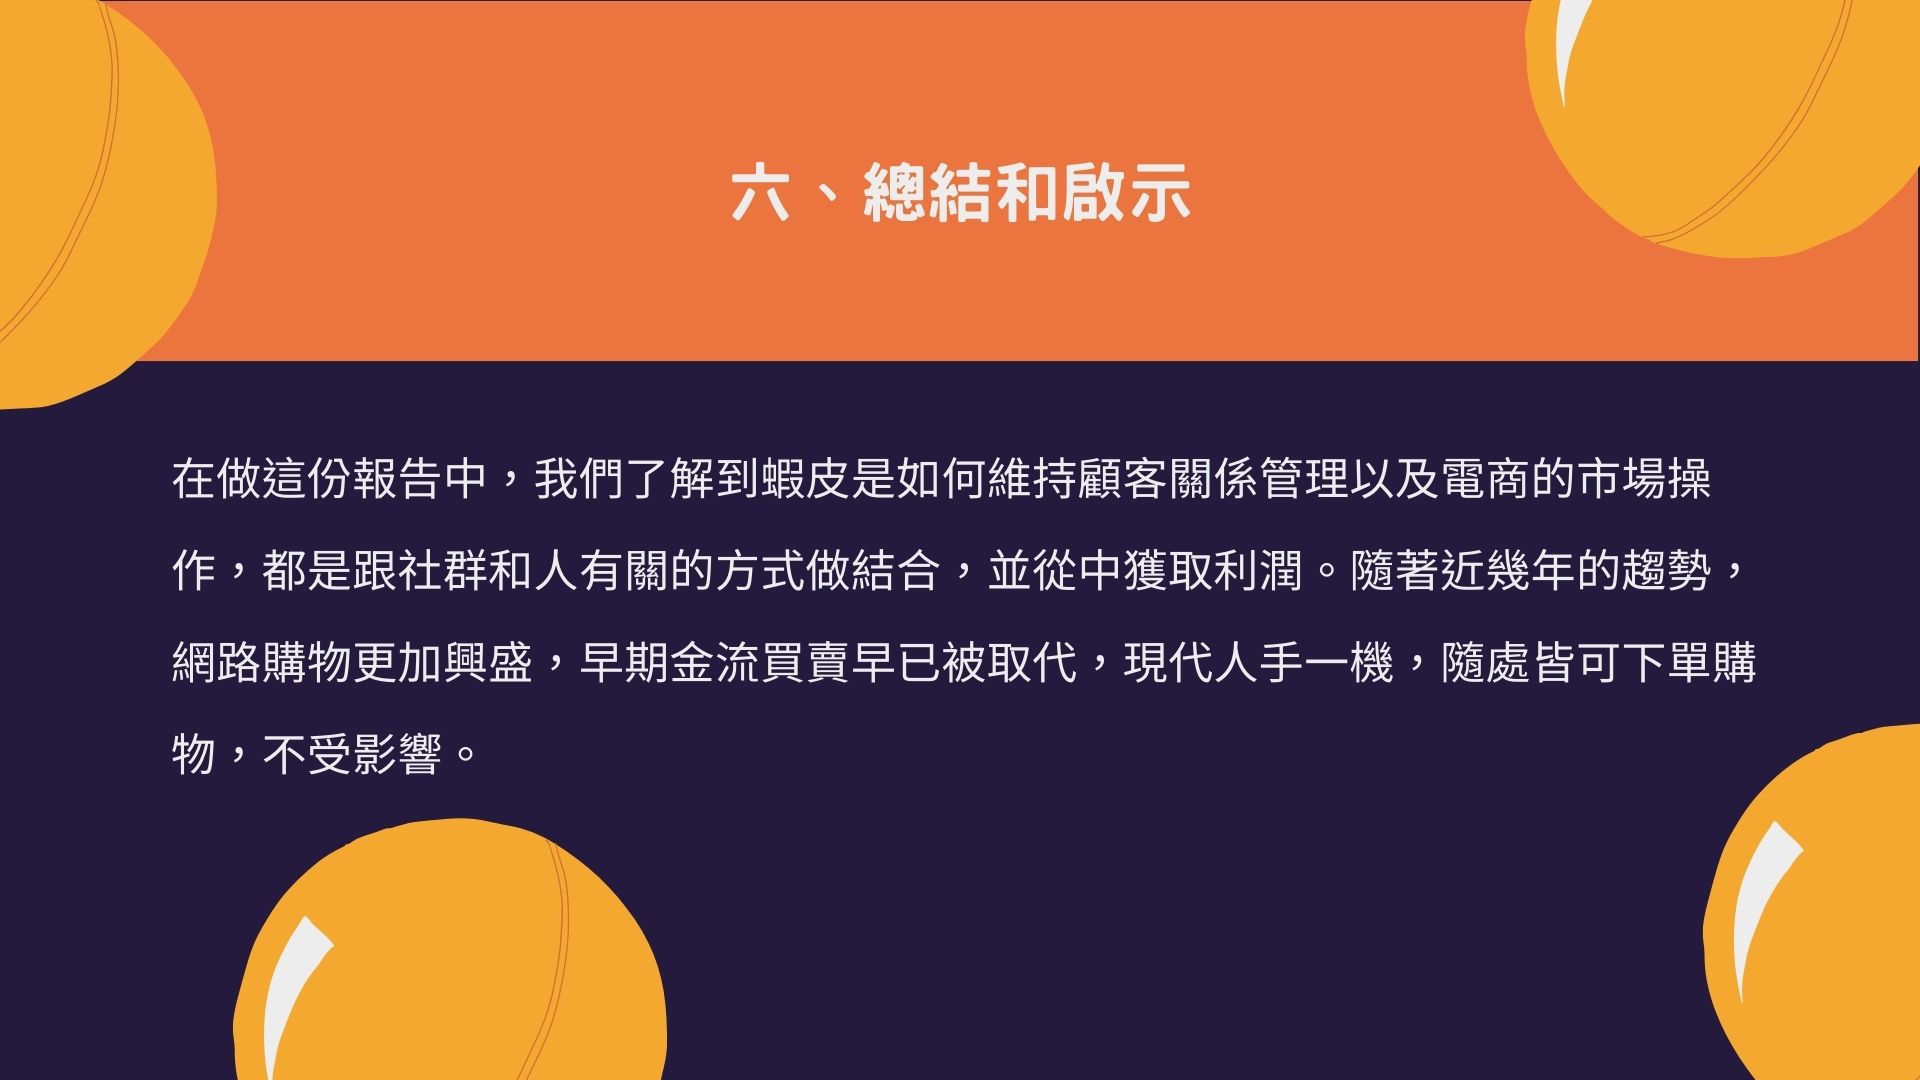 六、總結和啟示
在做這份報告中，我們了解到蝦皮是如何維持顧客關係管理以及電商的市場操
作，都是跟社群和人有關的方式做結合，並從中獲取利潤。隨著近幾年的趨勢，
網路購物更加興盛，早期金流買賣早已被取代，現代人手一機，隨處皆可下單購
物，不受影響。